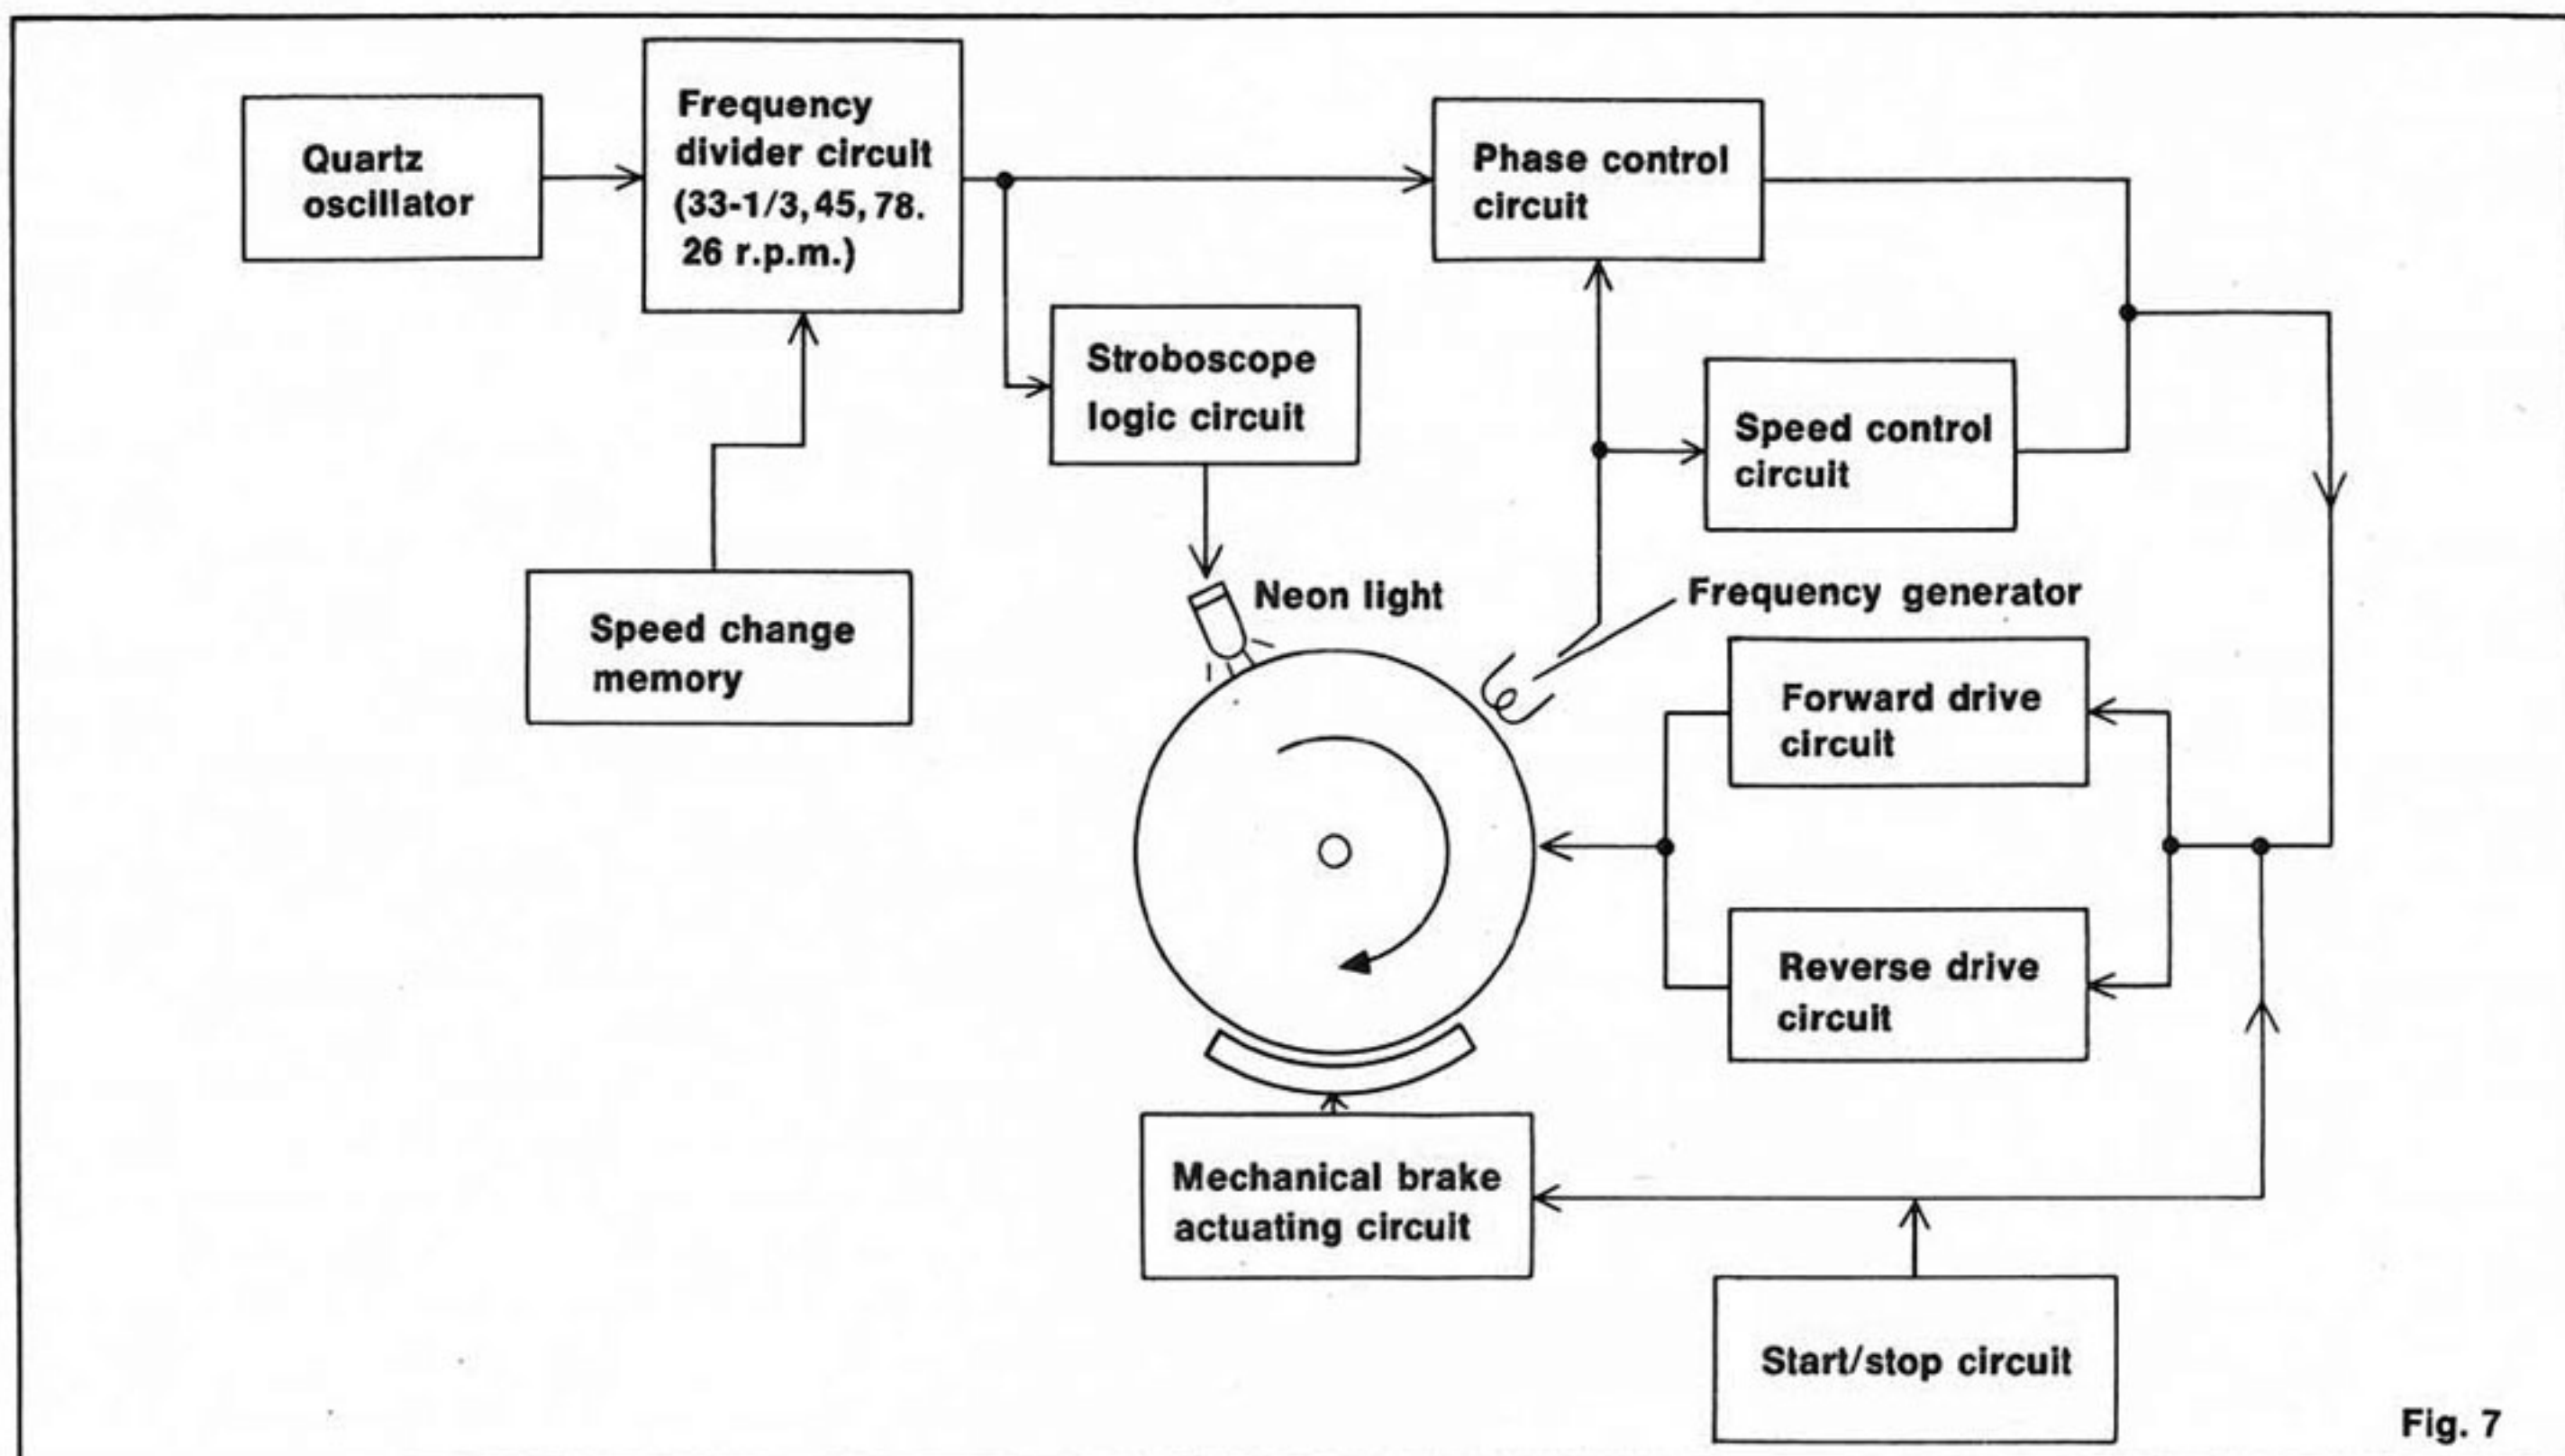 Quartz
oscillator
Frequency
divider circuit
(33-1/3, 45, 78.
26 r.p.m.)
Phase control
circuit
Stroboscope
logic circuit
Speed control
circuit
Speed change
memory
Neon light
Frequency generator
Forward drive
circuit
Reverse drive
circuit
Mechanical brake
actuating circuit
Start/stop circuit
Fig. 7